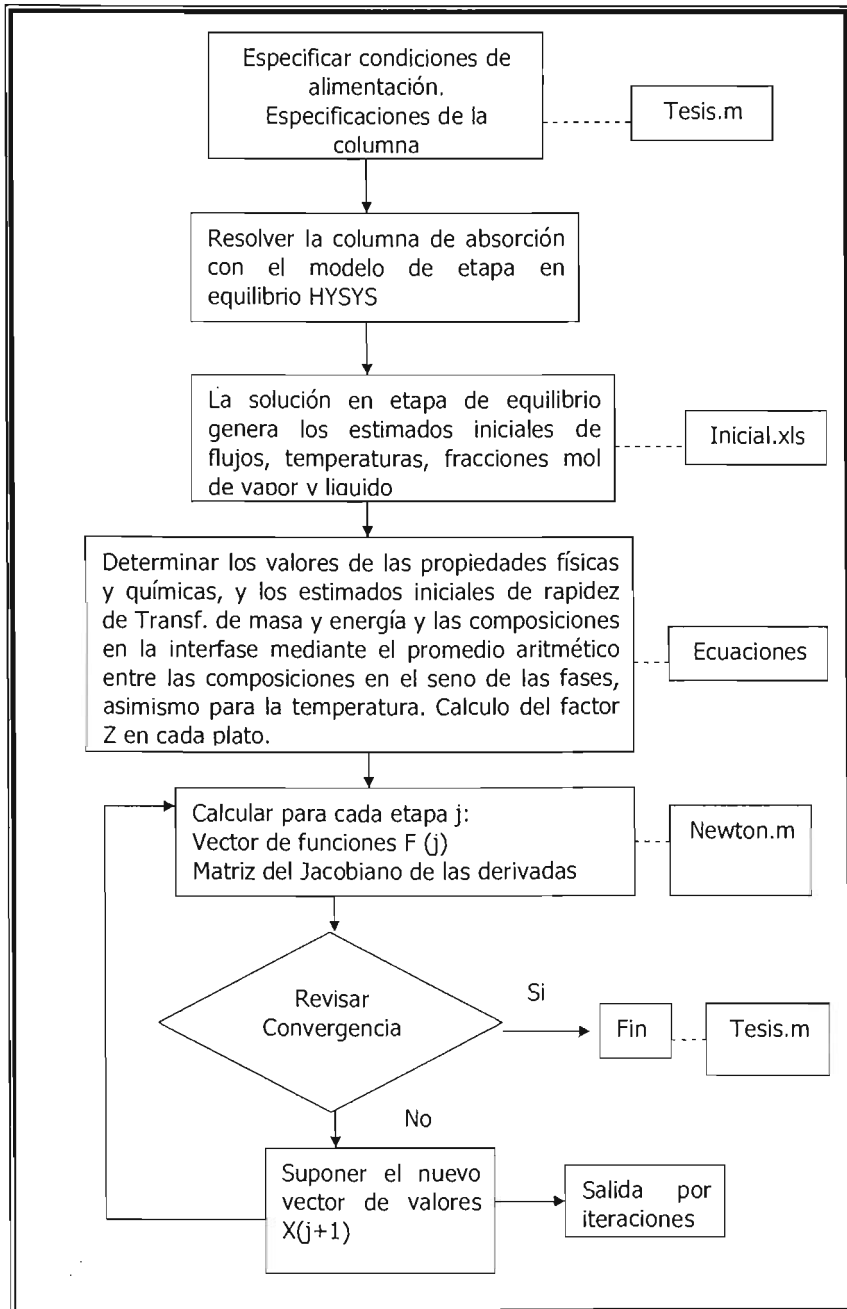 Especificar condiciones de
alimentación.
Especificaciones de la
columna
Tesis.m
Resolver la columna de absorción
con el modelo de etapa en
equilibrio HYSYS
La solución en etapa de equilibrio
genera los estimados iniciales de
flujos, temperaturas, fracciones mol
de vapor y liquido
Inicial.xls
Determinar los valores de las propiedades físicas
y químicas, y los estimados iniciales de rapidez
de Transf. de masa y energía y las composiciones
en la interfase mediante el promedio aritmético
entre las composiciones en el seno de las fases,
asimismo para la temperatura. Calculo del factor
Z en cada plato.
Ecuaciones
Calcular para cada etapa j:
Vector de funciones F (j)
Matriz del Jacobiano de las derivadas
Newton.m
Revisar
Convergencia
Si
Fin
Tesis.m
No
Suponer el nuevo
vector de valores
X(j+1)
Salida por
iteraciones